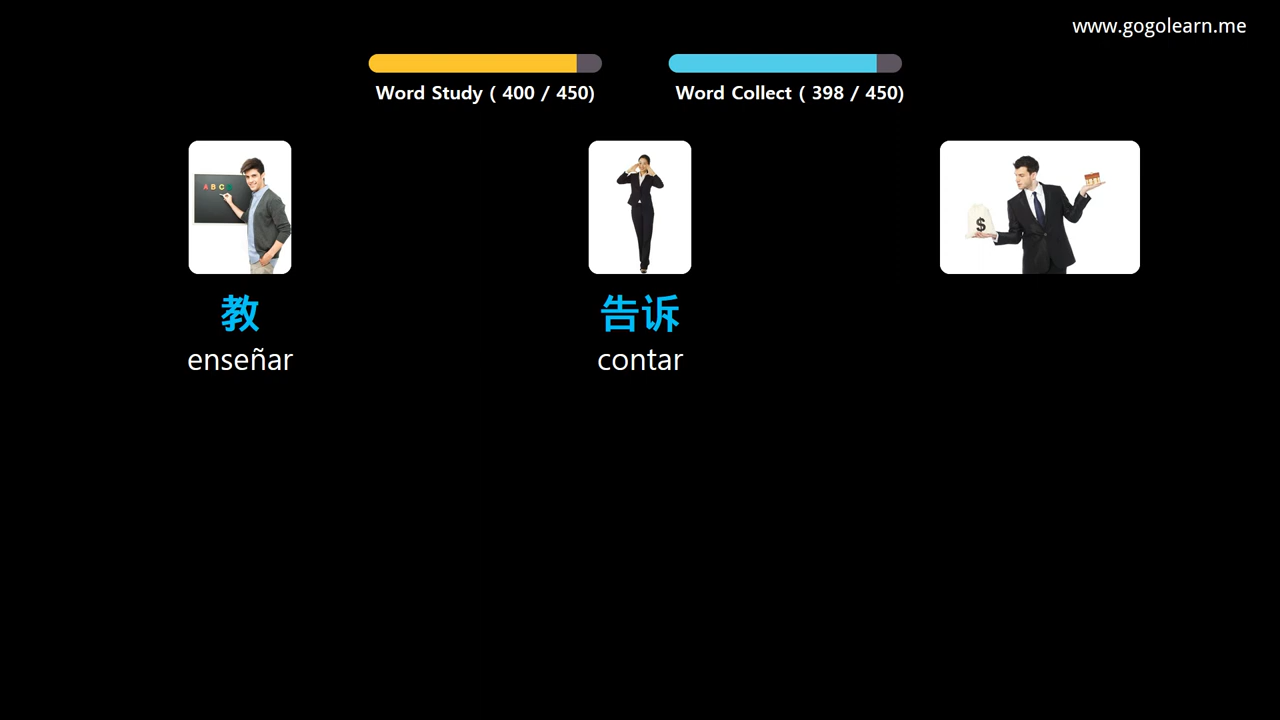 www.gogolearn.me
Word Study ( 400 / 450)
Word Collect ( 398 / 450)
A B C
$
教
告诉
enseñar
contar